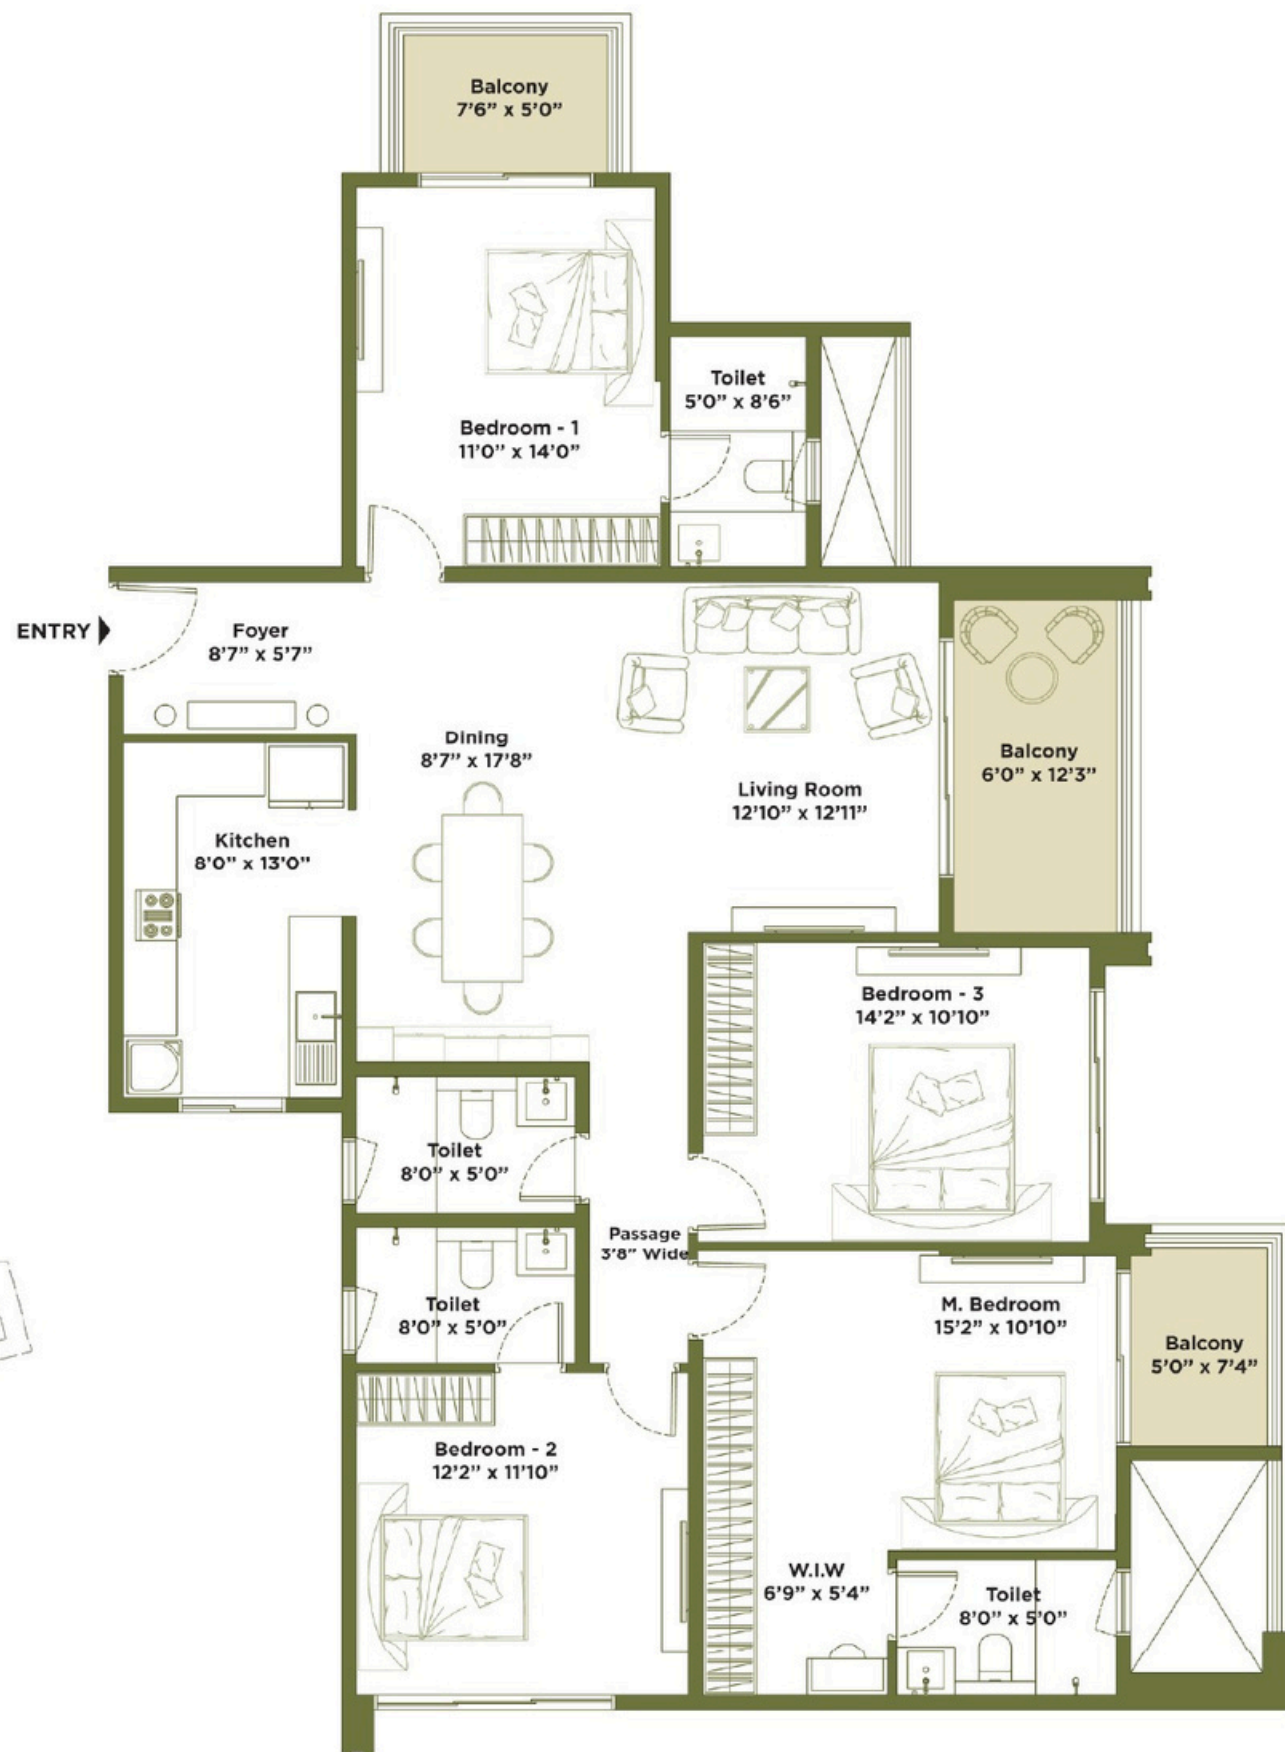 Balcony
7’6” x 5’0”
Toilet
5’0” x 8’6”
Bedroom - 1
11’0” x 14’0”
ENTRY
Foyer
8’7” x 5’7”
Dining
8’7” x 17’8”
Living Room
12’10” x 12’11”
Balcony
6’0” x 12’3”
Kitchen
8’0” x 13’0”
Bedroom - 3
14’2” x 10’10”
Toilet
8’0” x 5’0”
Passage
3’8” Wide
Toilet
8’0” x 5’0”
M. Bedroom
15’2” x 10’10”
Balcony
5’0” x 7’4”
Bedroom - 2
12’2” x 11’10”
W.I.W
6’9” x 5’4”
Toilet
8’0” x 5’0”